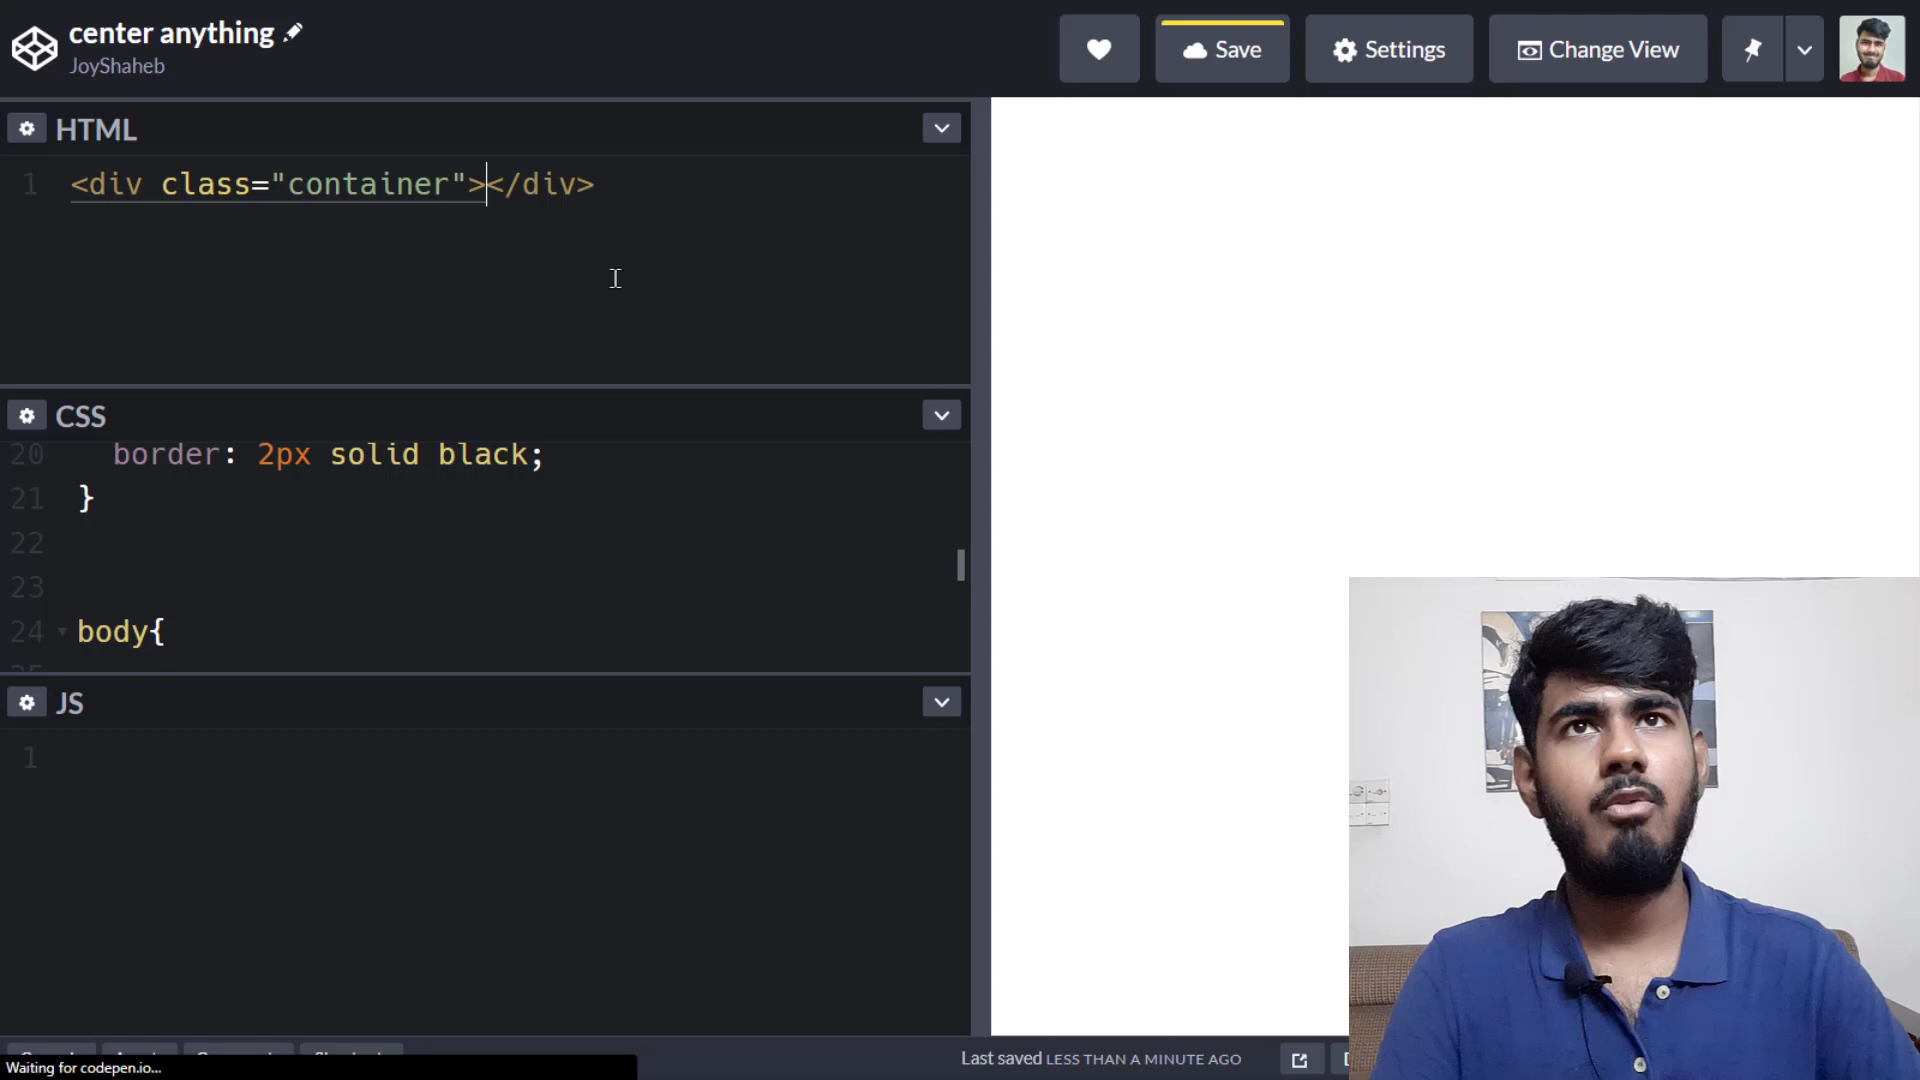 center anything
JoyShaheb
Save
Settings
Change View
HTML
1 <div class="container"></div>
CSS
20 border: 2px solid black;
21 }
22
23
24 body{
JS
1
Last saved LESS THAN A MINUTE AGO
Waiting for codepen.io...